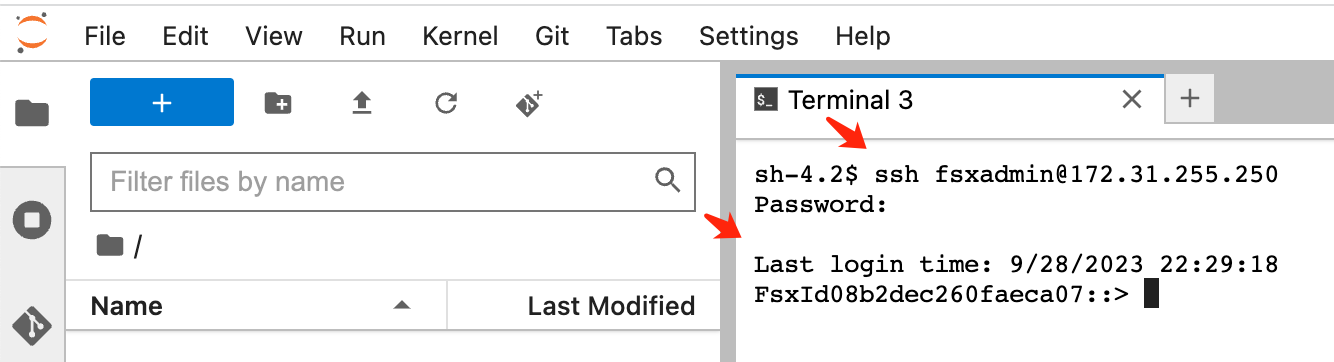 File Edit View Run Kernel Git Tabs Settings Help
+
Filter files by name
/
Name Last Modified
$_ Terminal 3
sh-4.2$ ssh fsxadmin@172.31.255.250
Password:
Last login time: 9/28/2023 22:29:18
FsxId08b2dec260faeca07::>